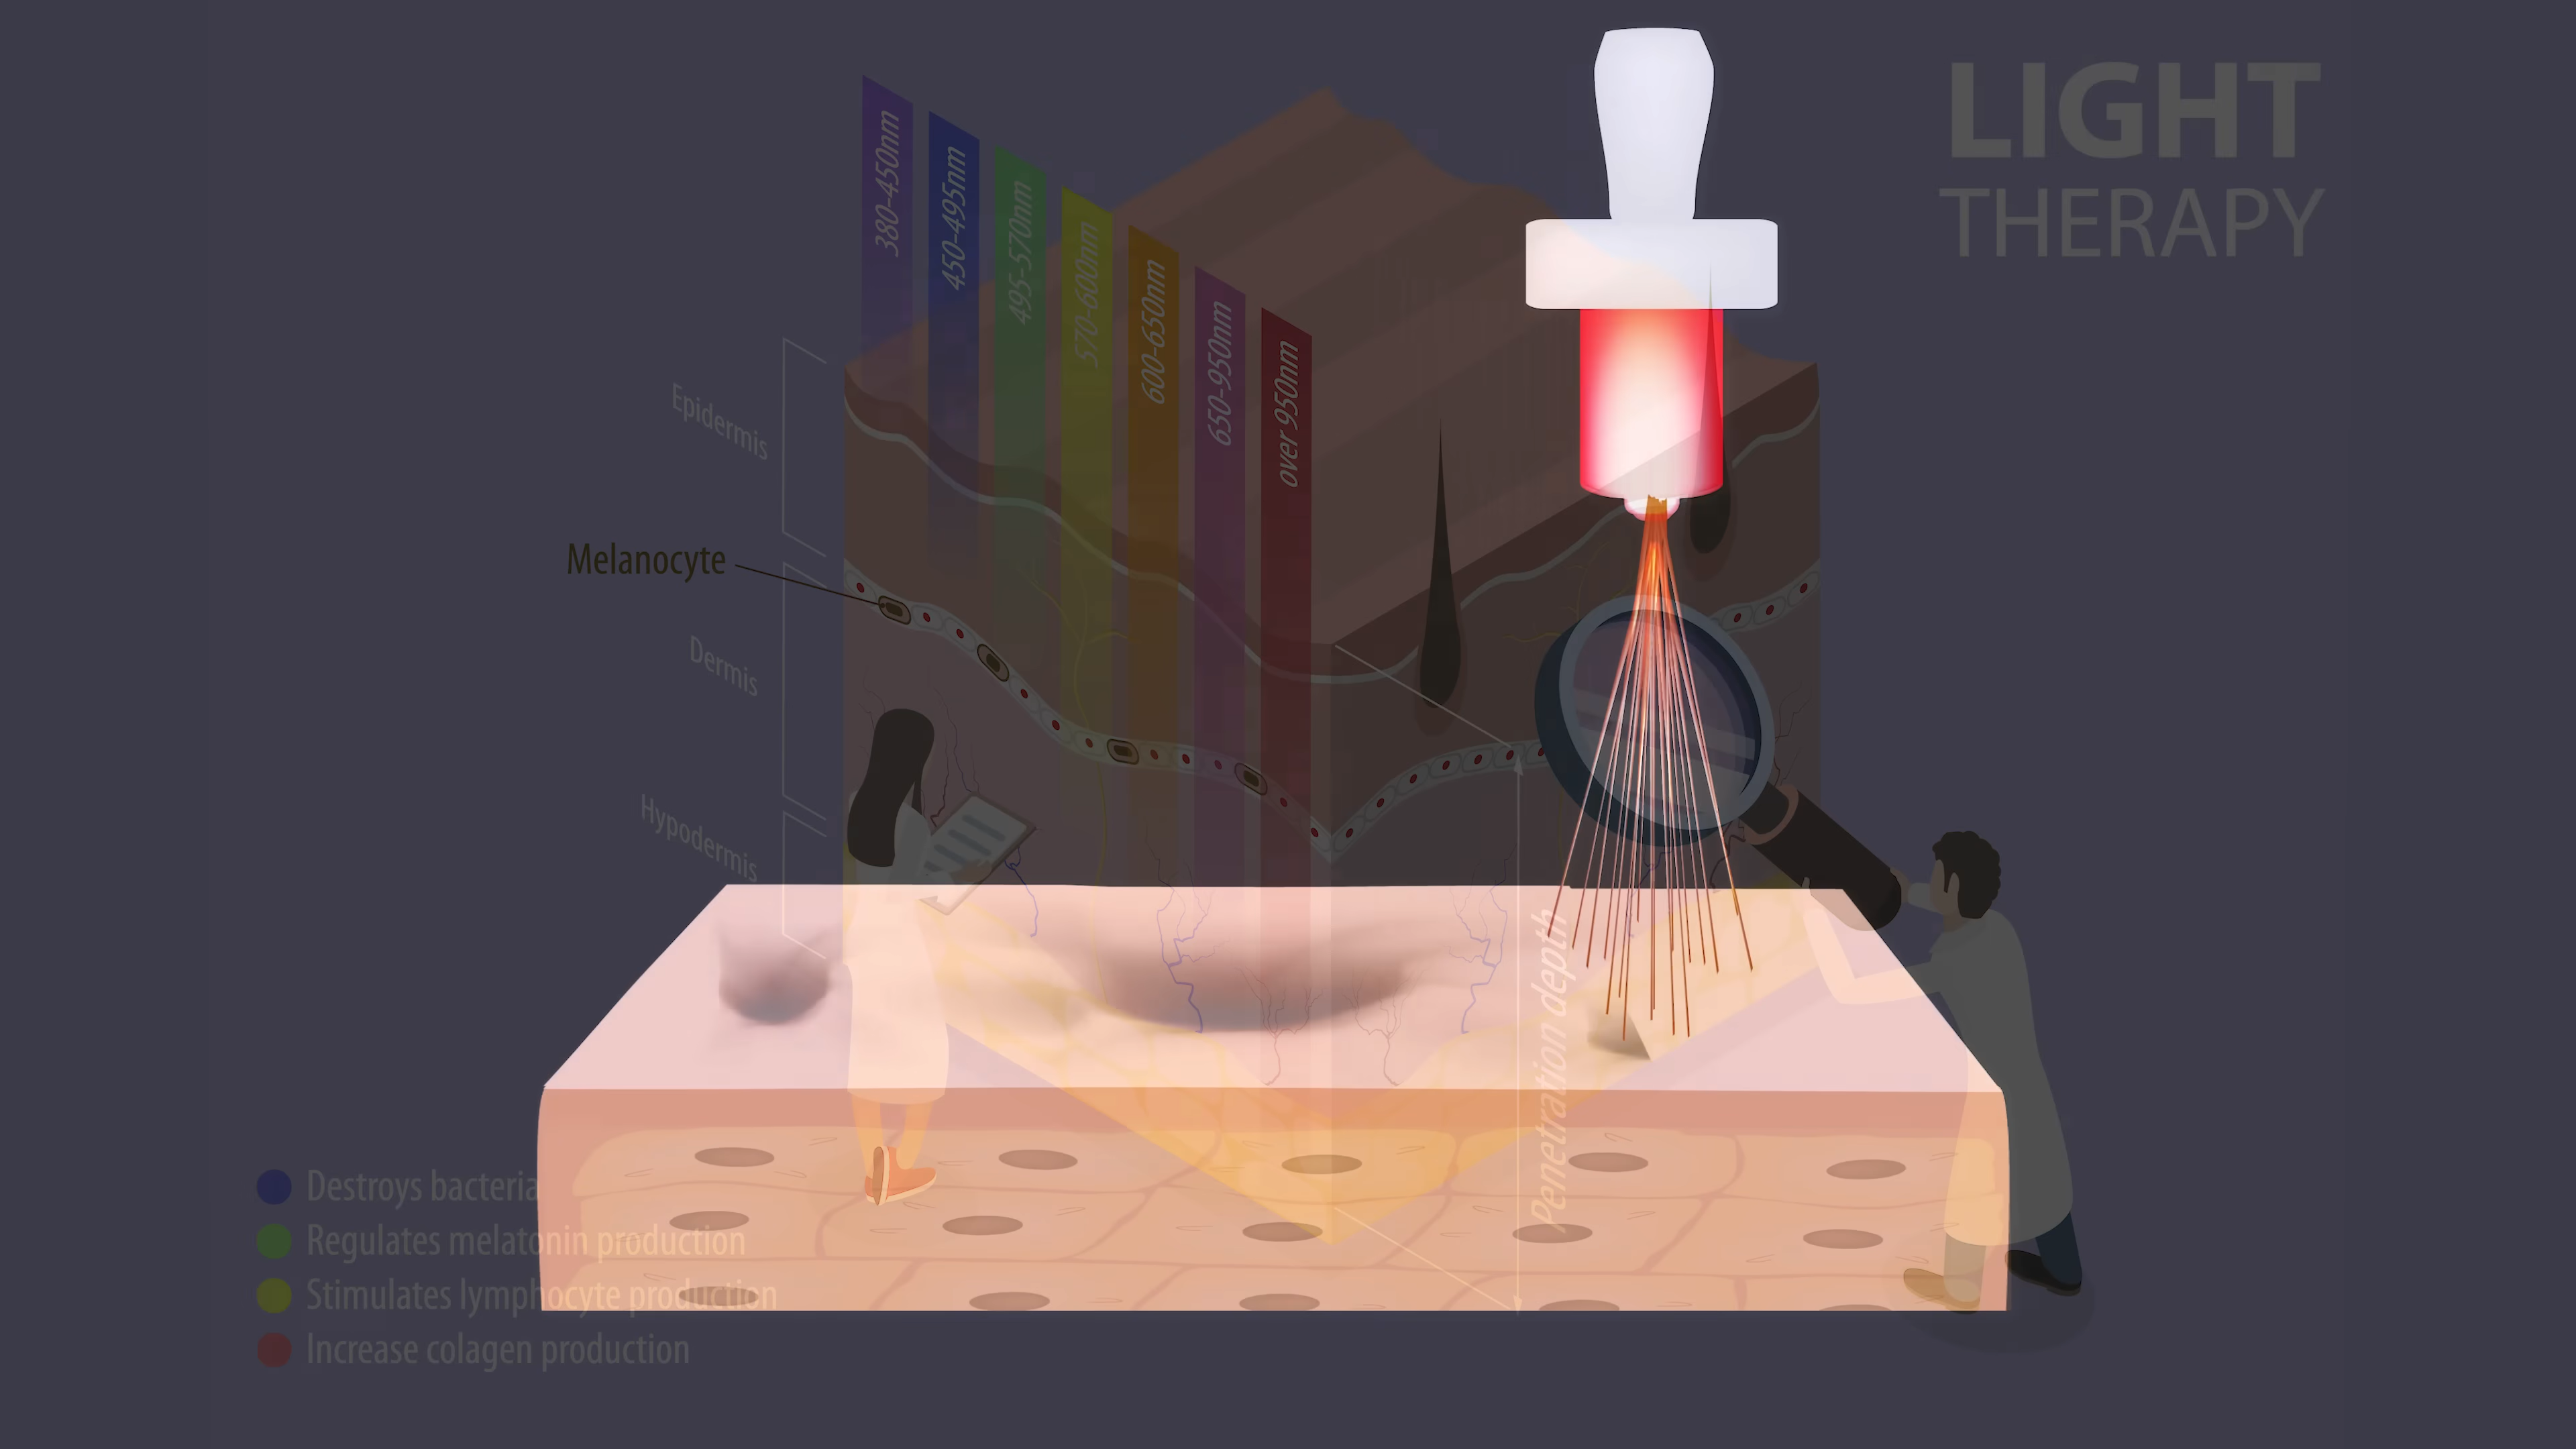 LIGHT
THERAPY
380-450nm
450-495nm
495-570nm
570-600nm
600-650nm
650-950nm
over 950nm
Epidermis
Melanocyte
Dermis
Hypodermis
Penetration depth
Destroys bacteria
Regulates melatonin production
Stimulates lymphocyte production
Increase colagen production